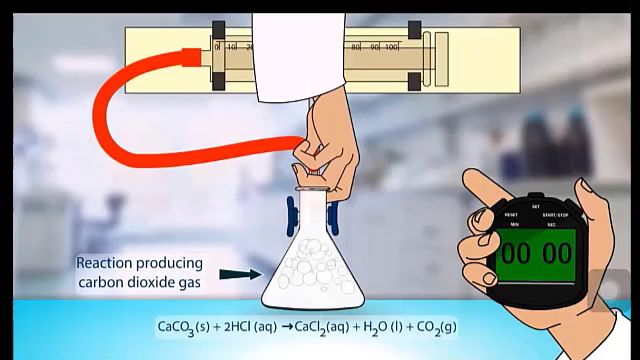 0 10 80 90 100
SET
RESET START/STOP
MIN SEC
00 00
Reaction producing
carbon dioxide gas
CaCO₃(s) + 2HCl (aq) →CaCl₂(aq) + H₂O (l) + CO₂(g)